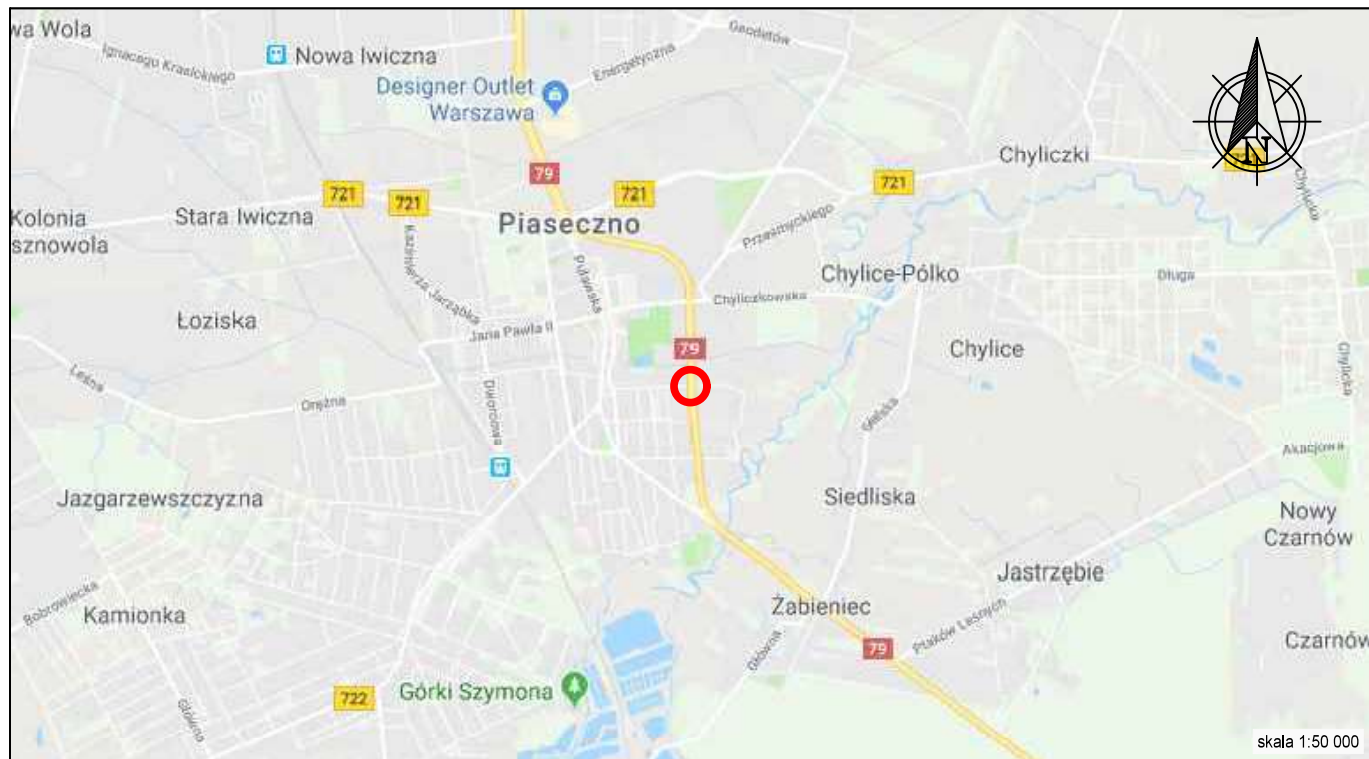 wa Wola
Ignacego Krasickiego
Nowa Iwiczna
Geodetów
Energetyczna
Designer Outlet
Warszawa
79
Chyliczki
N
721
721
721
721
Kolonia
sznowola
Stara Iwiczna
Piaseczno
Przesmyckiego
Chylicka
Kazimierza Jarząbka
Puławska
Chylice-Pólko
Długa
Łoziska
Jana Pawła II
Chyliczkowska
79
Chylice
Chylicka
Leśna
Orężna
Dworcowa
Gielska
Akacjowa
Jazgarzewszczyzna
Siedliska
Nowy
Czarnów
Jastrzębie
Bobrowiecka
Kamionka
Żabieniec
Ptaków Leśnych
Główna
79
Czarnów
722
Górki Szymona
Główna
skala 1:50 000